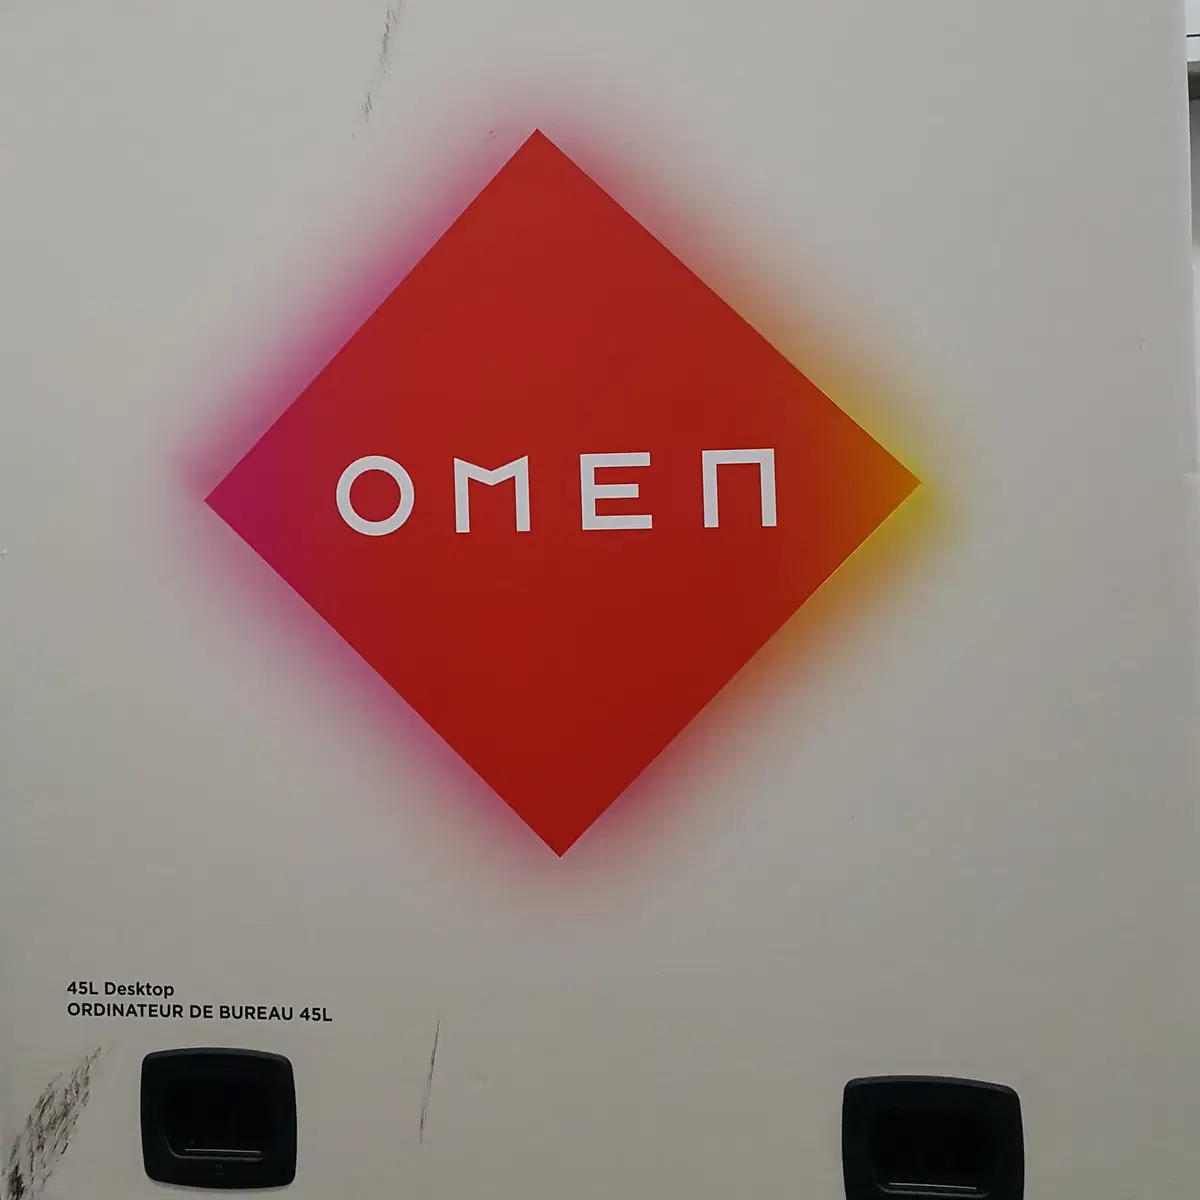 OMEN
45L Desktop
ORDINATEUR DE BUREAU 45L